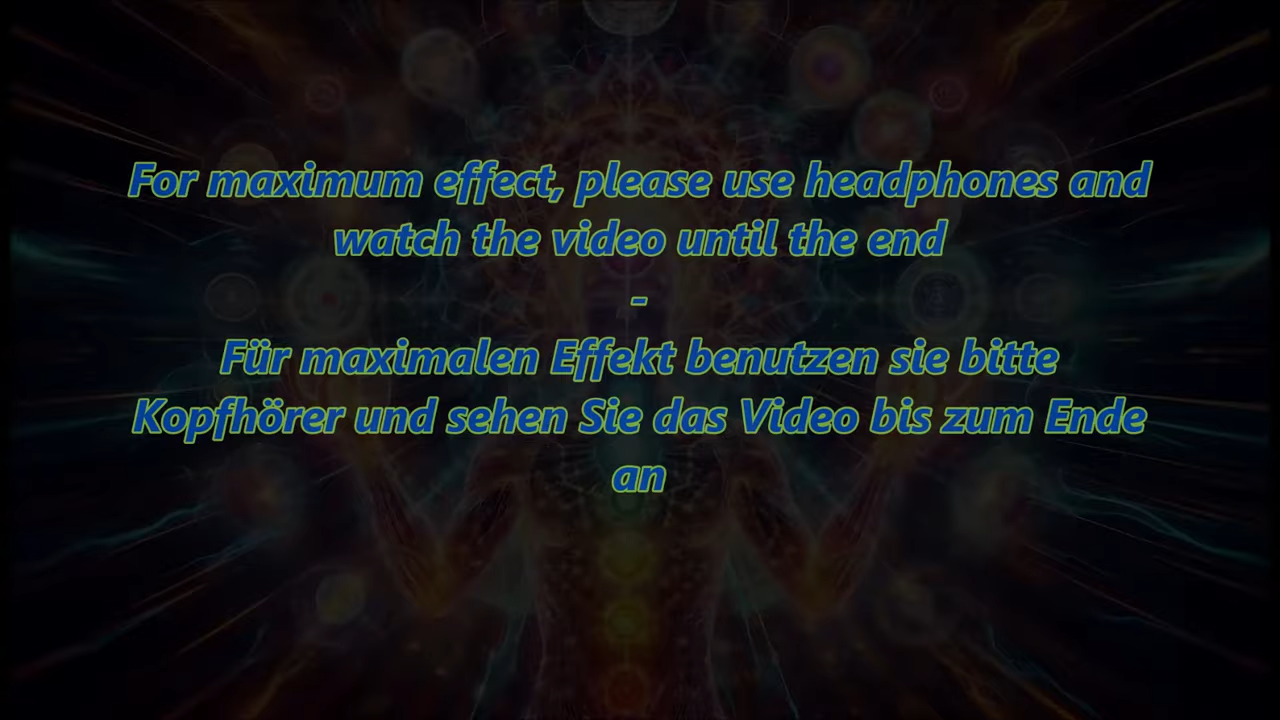 For maximum effect, please use headphones and
watch the video until the end
-
Für maximalen Effekt benutzen sie bitte
Kopfhörer und sehen Sie das Video bis zum Ende
an